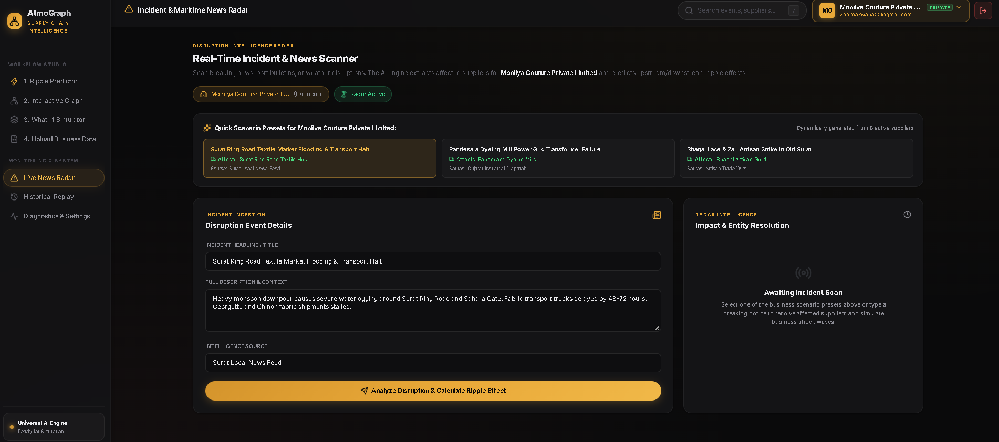 AtmoGraph
SUPPLY CHAIN
INTELLIGENCE
WORKFLOW STUDIO
1. Ripple Predictor
2. Interactive Graph
3. What-If Simulator
4. Upload Business Data
MONITORING & SYSTEM
Live News Radar
Historical Replay
Diagnostics & Settings
Universal AI Engine
Ready for Simulation
Incident & Maritime News Radar
Search events, suppliers...
/
MO
Mohilya Couture Private ...
PRIVATE
zeelmakwana55@gmail.com
DISRUPTION INTELLIGENCE RADAR
Real-Time Incident & News Scanner
Scan breaking news, port bulletins, or weather disruptions. The AI engine extracts affected suppliers for Mohilya Couture Private Limited and predicts upstream/downstream ripple effects.
Mohilya Couture Private L... (Garment)
Radar Active
Quick Scenario Presets for Mohilya Couture Private Limited:
Dynamically generated from 8 active suppliers
Surat Ring Road Textile Market Flooding & Transport Halt
Affects: Surat Ring Road Textile Hub
Source: Surat Local News Feed
Pandesara Dyeing Mill Power Grid Transformer Failure
Affects: Pandesara Dyeing Mills
Source: Gujarat Industrial Dispatch
Bhagal Lace & Zari Artisan Strike in Old Surat
Affects: Bhagal Artisan Guild
Source: Artisan Trade Wire
INCIDENT INGESTION
Disruption Event Details
INCIDENT HEADLINE / TITLE
Surat Ring Road Textile Market Flooding & Transport Halt
FULL DESCRIPTION & CONTEXT
Heavy monsoon downpour causes severe waterlogging around Surat Ring Road and Sahara Gate. Fabric transport trucks delayed by 48-72 hours.
Georgette and Chinon fabric shipments stalled.
INTELLIGENCE SOURCE
Surat Local News Feed
Analyze Disruption & Calculate Ripple Effect
RADAR INTELLIGENCE
Impact & Entity Resolution
Awaiting Incident Scan
Select one of the business scenario presets above or type a
breaking notice to resolve affected suppliers and simulate
business shock waves.